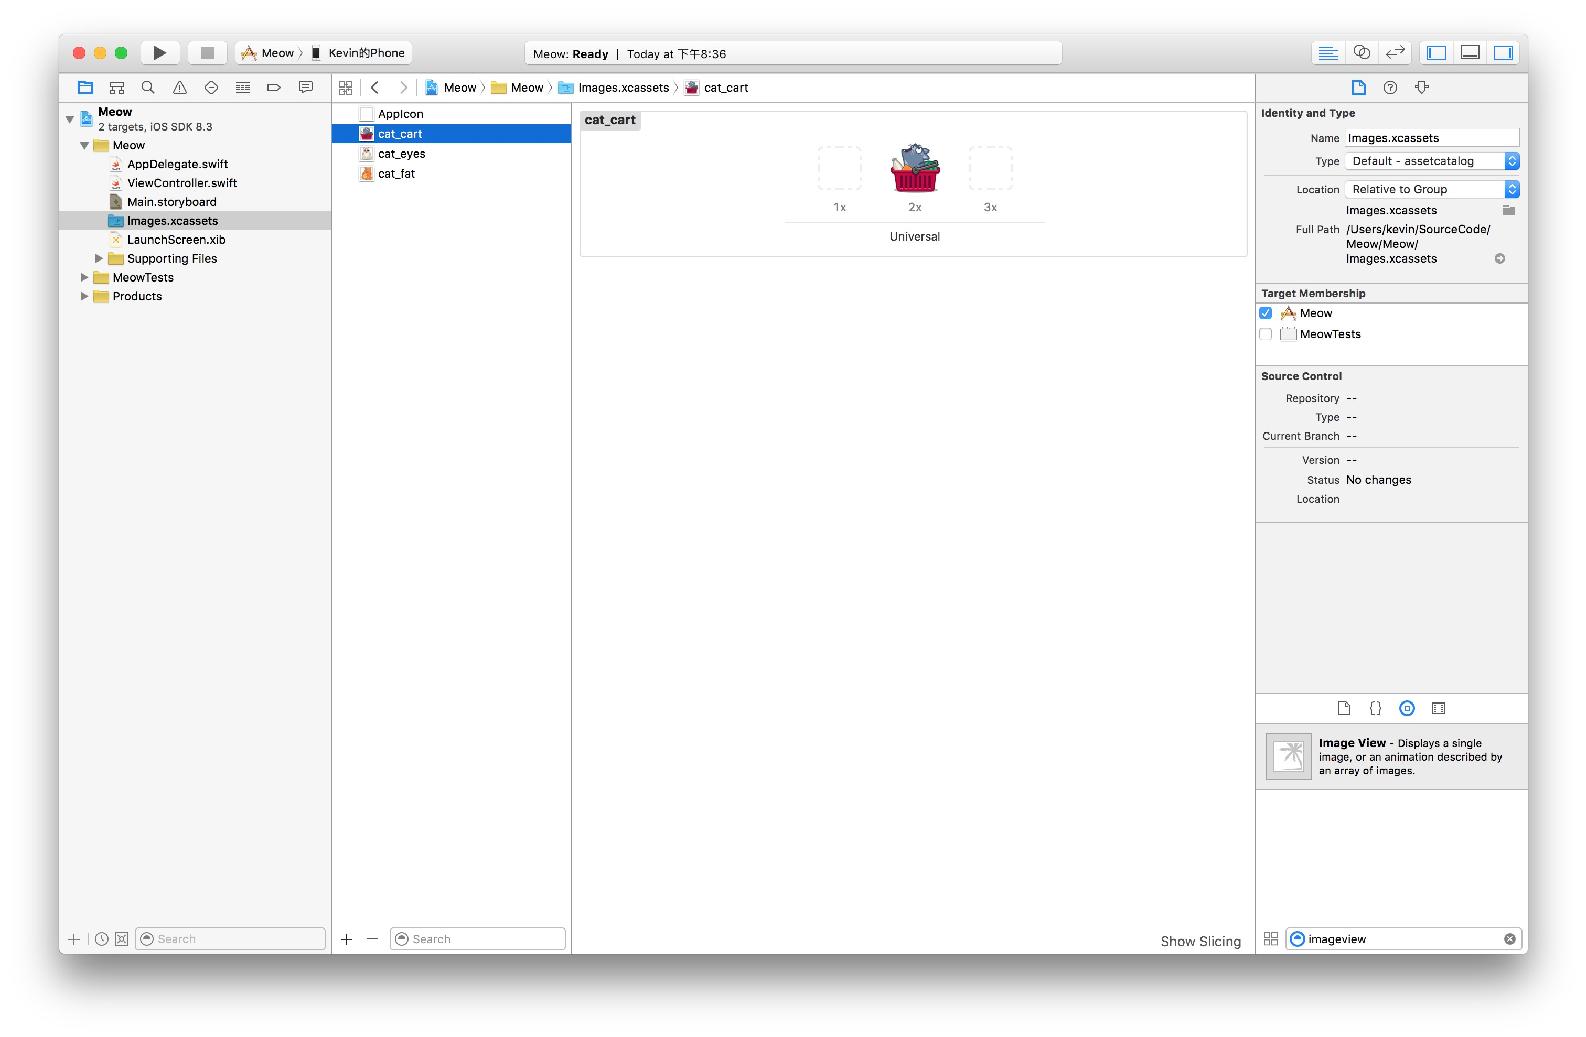 Meow 〉 Kevin的Phone
Meow: Ready | Today at 下午8:36
Meow 〉 Meow 〉 Images.xcassets 〉 cat_cart
Meow
2 targets, iOS SDK 8.3
Meow
AppDelegate.swift
ViewController.swift
Main.storyboard
Images.xcassets
LaunchScreen.xib
Supporting Files
MeowTests
Products
Search
AppIcon
cat_cart
cat_eyes
cat_fat
Search
cat_cart
1x 2x 3x
Universal
Show Slicing
Identity and Type
Name Images.xcassets
Type Default - assetcatalog
Location Relative to Group
Images.xcassets
Full Path /Users/kevin/SourceCode/
Meow/Meow/
Images.xcassets
Target Membership
Meow
MeowTests
Source Control
Repository --
Type --
Current Branch --
Version --
Status No changes
Location
{}
Image View - Displays a single
image, or an animation described by
an array of images.
imageview